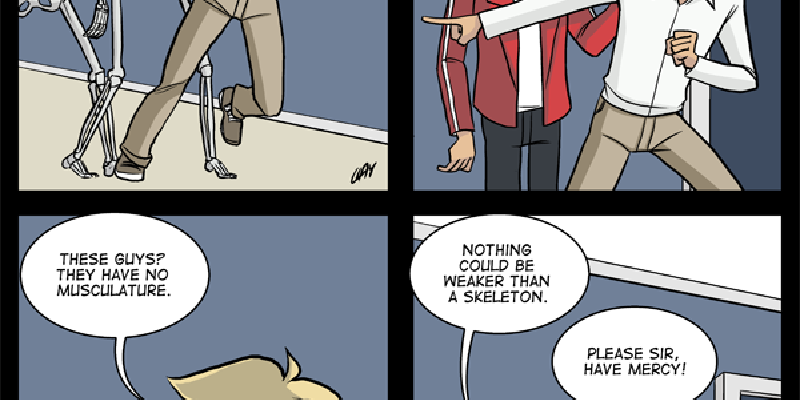 THESE GUYS?
THEY HAVE NO
MUSCULATURE.
NOTHING
COULD BE
WEAKER THAN
A SKELETON.
PLEASE SIR,
HAVE MERCY!